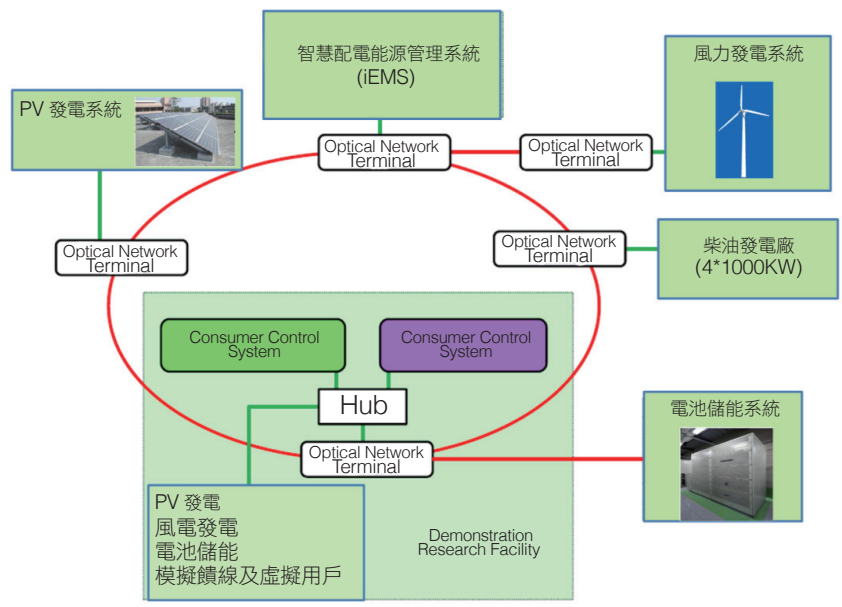 智慧配電能源管理系統
(iEMS)
風力發電系統
PV 發電系統
Optical Network
Terminal
Optical Network
Terminal
Optical Network
Terminal
Optical Network
Terminal
柴油發電廠
(4*1000KW)
Consumer Control
System
Consumer Control
System
Hub
電池儲能系統
Optical Network
Terminal
PV 發電
風電發電
電池儲能
模擬饋線及虛擬用戶
Demonstration
Research Facility